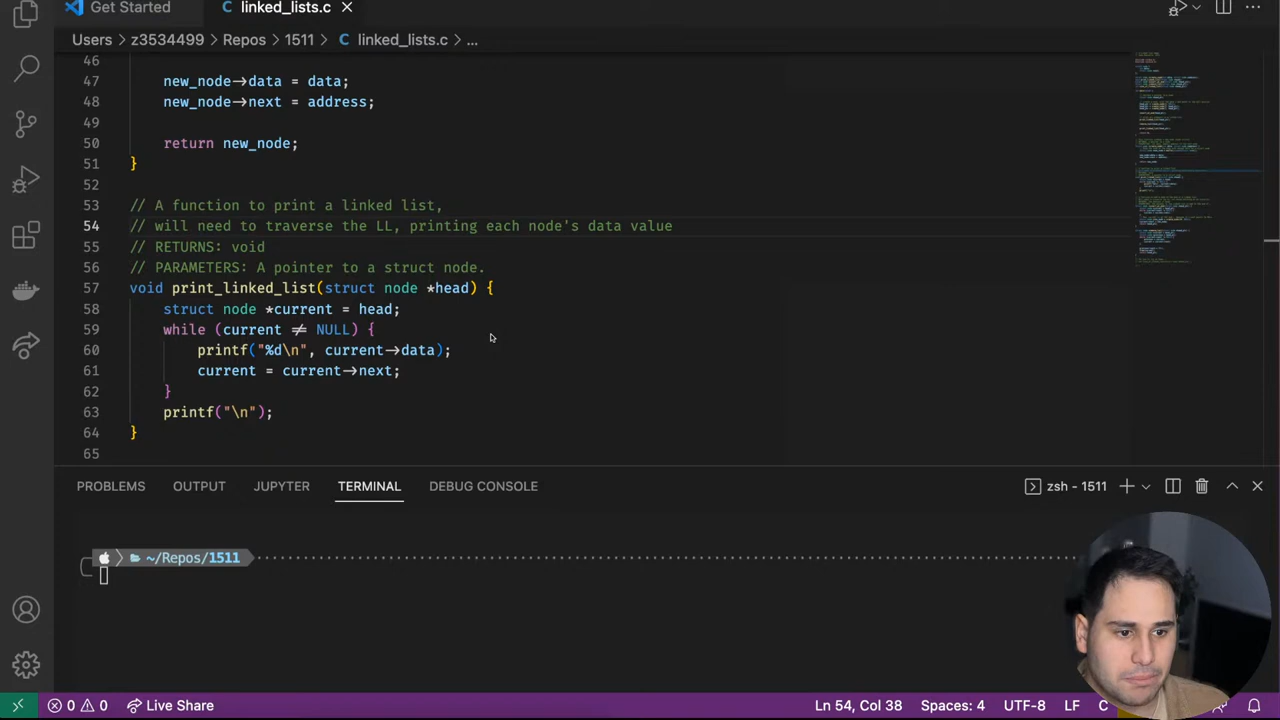 Get Started
linked_lists.c
Users > z3534499 > Repos > 1511 > C linked_lists.c > ...
46
47 new_node->data = data;
48 new_node->next = address;
49
50 return new_node;
51 }
52
53 // A function to print a linked list.
54 // will need to traverse the LL, printing each node's data value
55 // RETURNS: void
56 // PARAMETERS: A pointer to a struct node.
57 void print_linked_list(struct node *head) {
58 struct node *current = head;
59 while (current != NULL) {
60 printf("%d\n", current->data);
61 current = current->next;
62 }
63 printf("\n");
64 }
65
PROBLEMS OUTPUT JUPYTER TERMINAL DEBUG CONSOLE
zsh - 1511
~/Repos/1511
0 0 Live Share Ln 54, Col 38 Spaces: 4 UTF-8 LF C